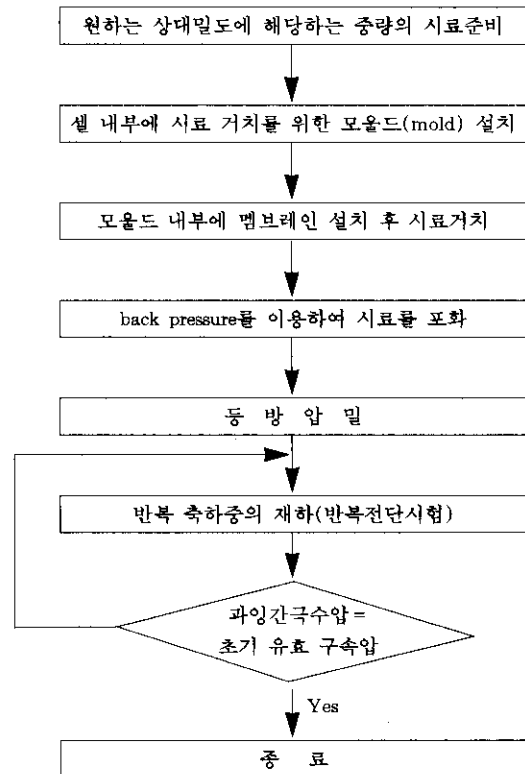 원하는 상대밀도에 해당하는 중량의 시료준비
셀 내부에 시료 거치를 위한 모울드(mold) 설치
모울드 내부에 멤브레인 설치 후 시료거치
back pressure를 이용하여 시료를 포화
등 방 압 밀
반복 축하중의 재하(반복전단시험)
과잉간극수압=
초기 유효 구속압
Yes
종 료